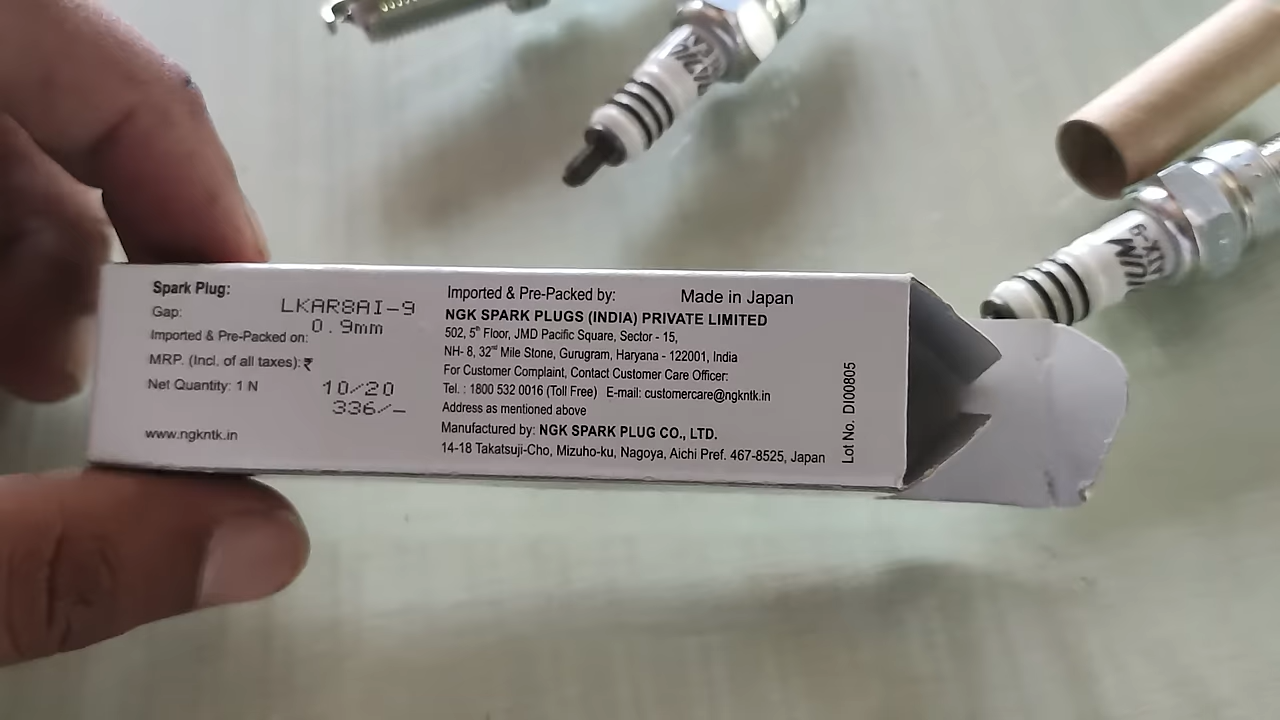 Spark Plug: LKAR8AI-9
Gap: 0.9mm
Imported & Pre-Packed on:
MRP. (Incl. of all taxes): ₹
Net Quantity: 1 N 10/20
336/-
www.ngkntk.in
Imported & Pre-Packed by: Made in Japan
NGK SPARK PLUGS (INDIA) PRIVATE LIMITED
502, 5th Floor, JMD Pacific Square, Sector - 15,
NH- 8, 32nd Mile Stone, Gurugram, Haryana - 122001, India
For Customer Complaint, Contact Customer Care Officer:
Tel. : 1800 532 0016 (Toll Free) E-mail: customercare@ngkntk.in
Address as mentioned above
Manufactured by: NGK SPARK PLUG CO., LTD.
14-18 Takatsuji-Cho, Mizuho-ku, Nagoya, Aichi Pref. 467-8525, Japan
Lot No. DI00805